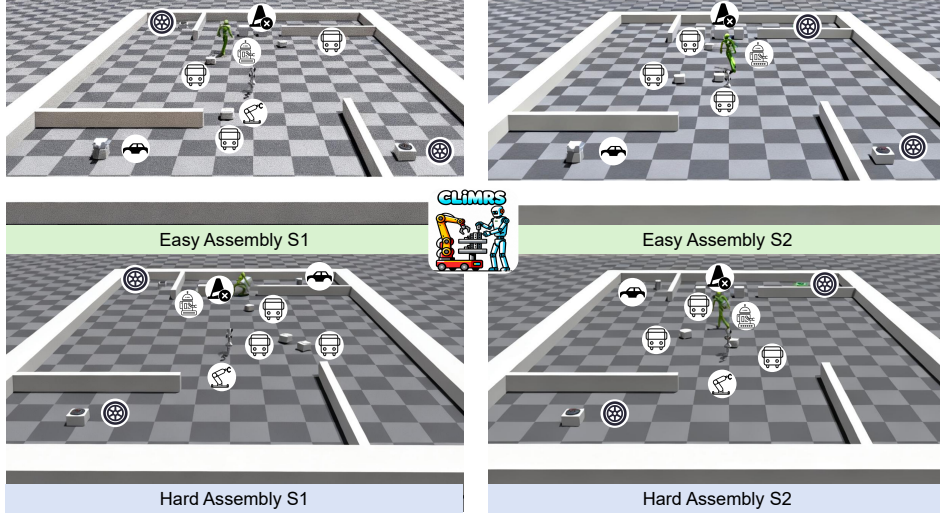 Easy Assembly S1
Easy Assembly S2
CLiMRS
Hard Assembly S1
Hard Assembly S2